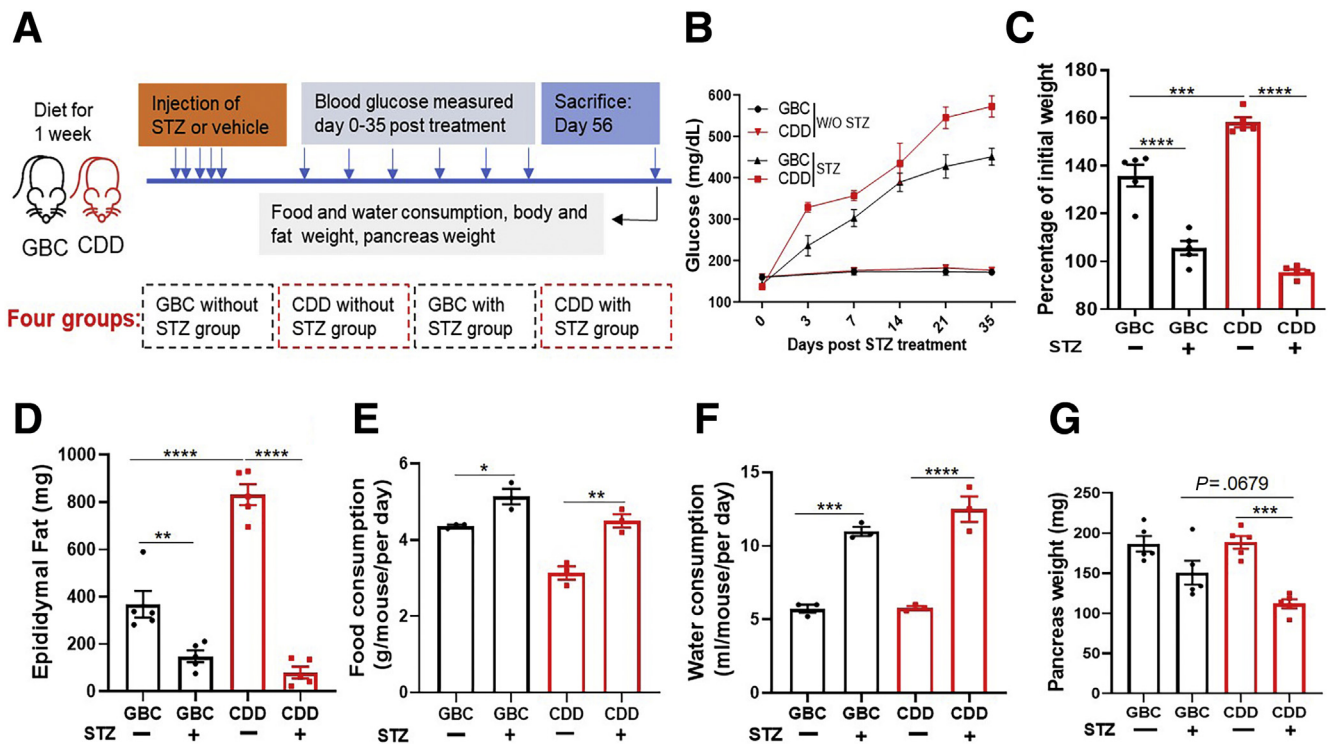 A
Diet for
1 week
GBC CDD
Injection of
STZ or vehicle
Blood glucose measured
day 0-35 post treatment
Sacrifice:
Day 56
Food and water consumption, body and
fat weight, pancreas weight
Four groups:
GBC without
STZ group
CDD without
STZ group
GBC with
STZ group
CDD with
STZ group
B
Glucose (mg/dL)
600
500
400
300
200
100
GBC
CDD
W/O STZ
GBC
CDD
STZ
0 3 7 14 21 35
Days post STZ treatment
C
Percentage of initial weight
180
160
140
120
100
80
*** ****
****
GBC GBC CDD CDD
STZ − + − +
D
Epididymal Fat (mg)
1000
800
600
400
200
0
**** ****
**
GBC GBC CDD CDD
STZ − + − +
E
Food consumption
(g/mouse/per day)
6
4
2
0
*
**
GBC GBC CDD CDD
STZ − + − +
F
Water consumption
(ml/mouse/per day)
15
10
5
0
***
****
GBC GBC CDD CDD
STZ − + − +
G
Pancreas weight (mg)
250
200
150
100
50
0
P= .0679
***
GBC GBC CDD CDD
STZ — + — +